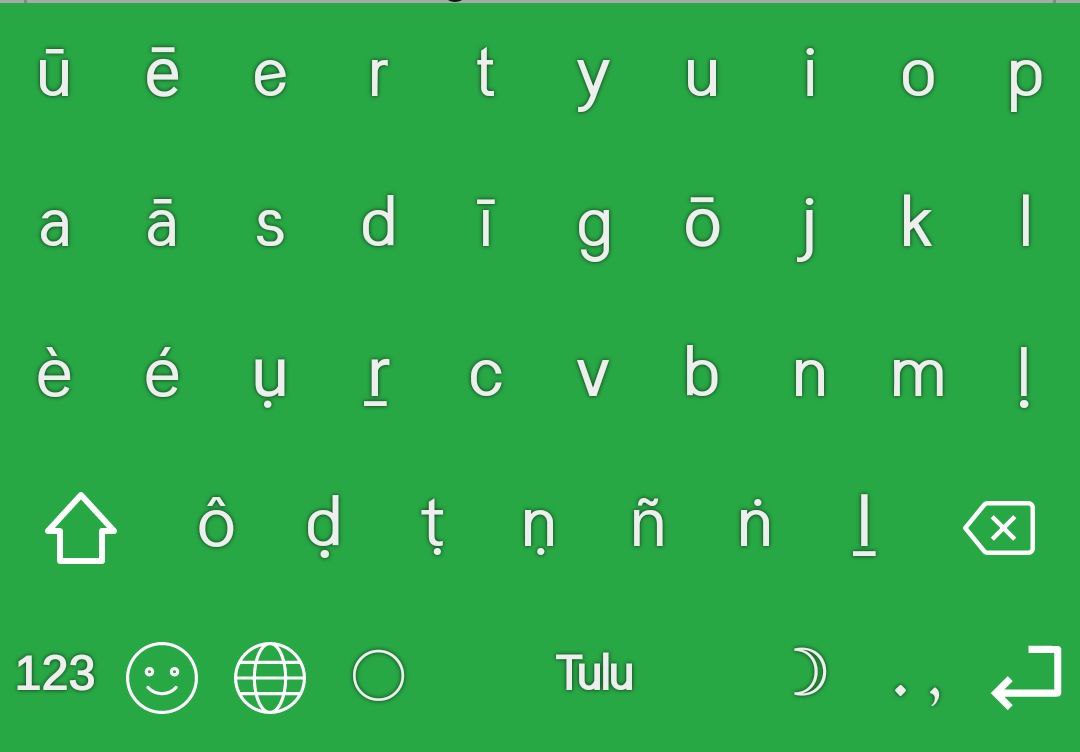 ū ē e r t y u i o p
a ā s d ī g ō j k l
è é ụ ṟ c v b n m ḷ
ô ḍ ṭ ṇ ñ ṅ ḻ
123 Tulu . ,